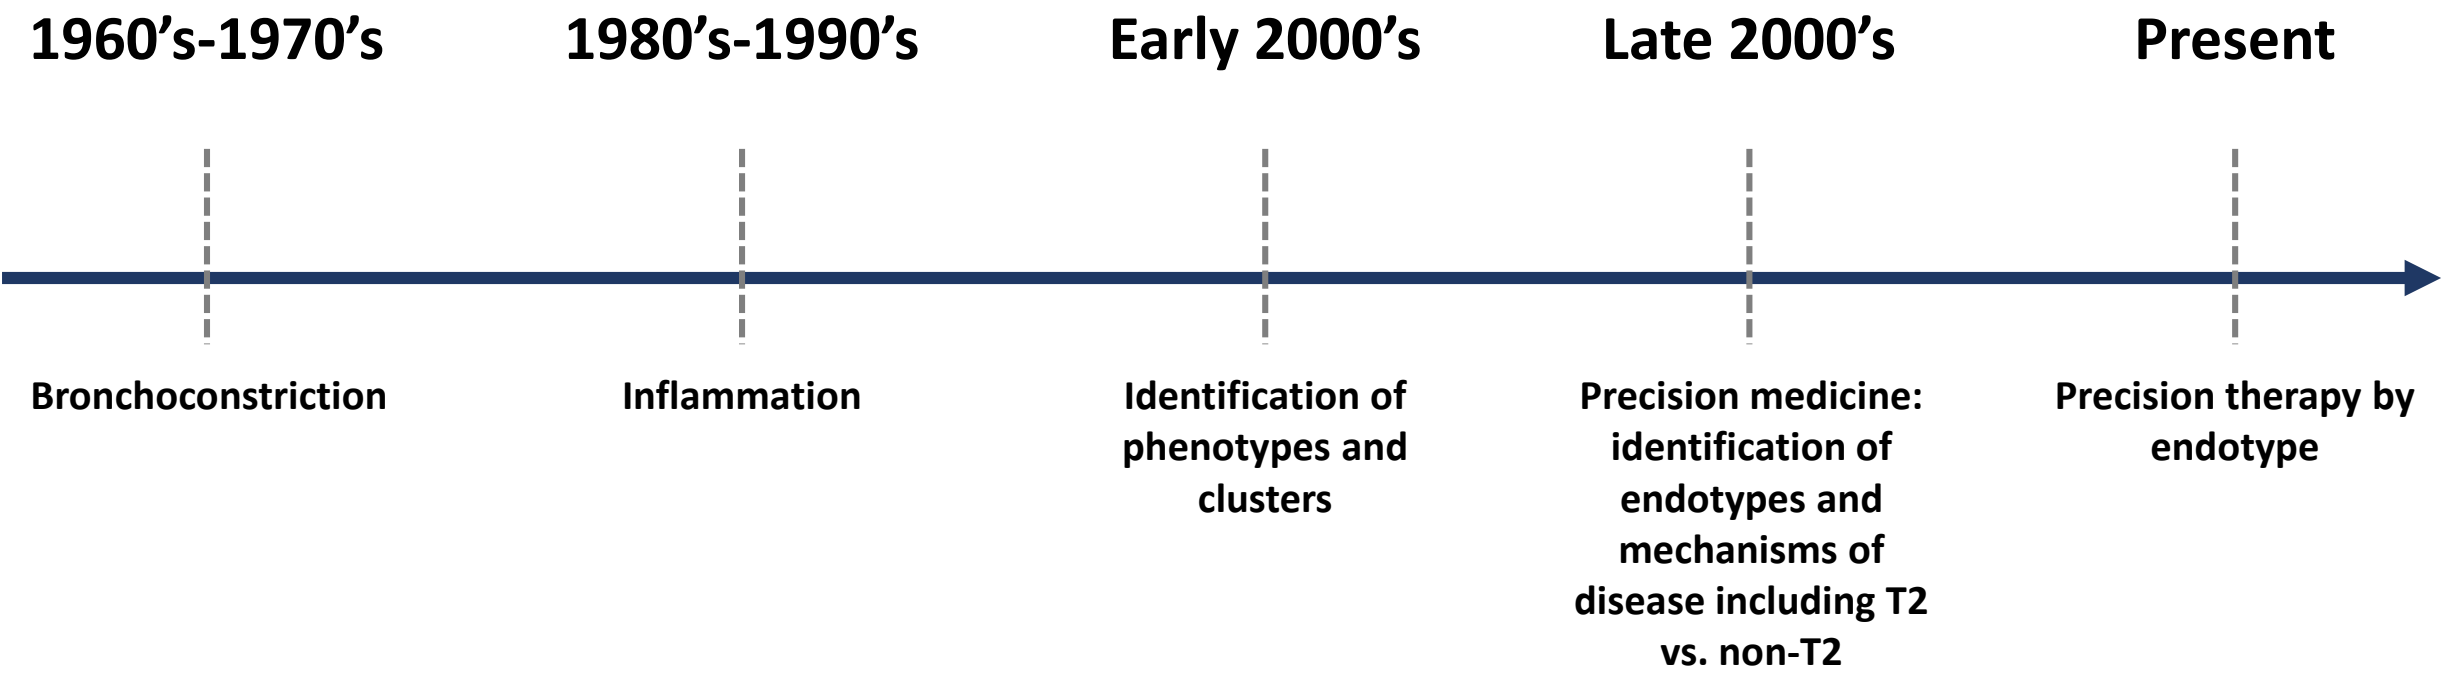 1960’s-1970’s
1980’s-1990’s
Early 2000’s
Late 2000’s
Present
Bronchoconstriction
Inflammation
Identification of
phenotypes and
clusters
Precision medicine:
identification of
endotypes and
mechanisms of
disease including T2
vs. non-T2
Precision therapy by
endotype